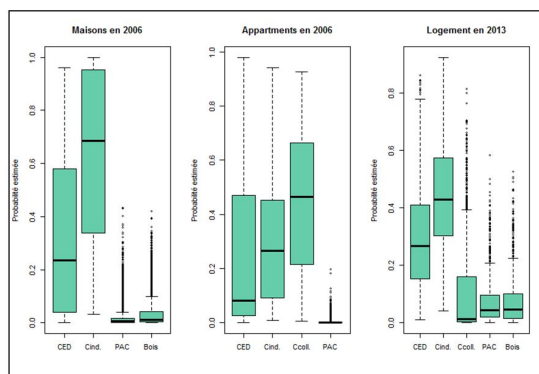 Maisons en 2006
Probabilité estimée
1.0
0.8
0.6
0.4
0.2
0.0
CED Cind. PAC Bois
Appartments en 2006
Probabilité estimée
1.0
0.8
0.6
0.4
0.2
0.0
CED Cind. Ccoll. PAC
Logement en 2013
Probabilité estimée
0.8
0.6
0.4
0.2
0.0
CED Cind. Ccoll. PAC Bois